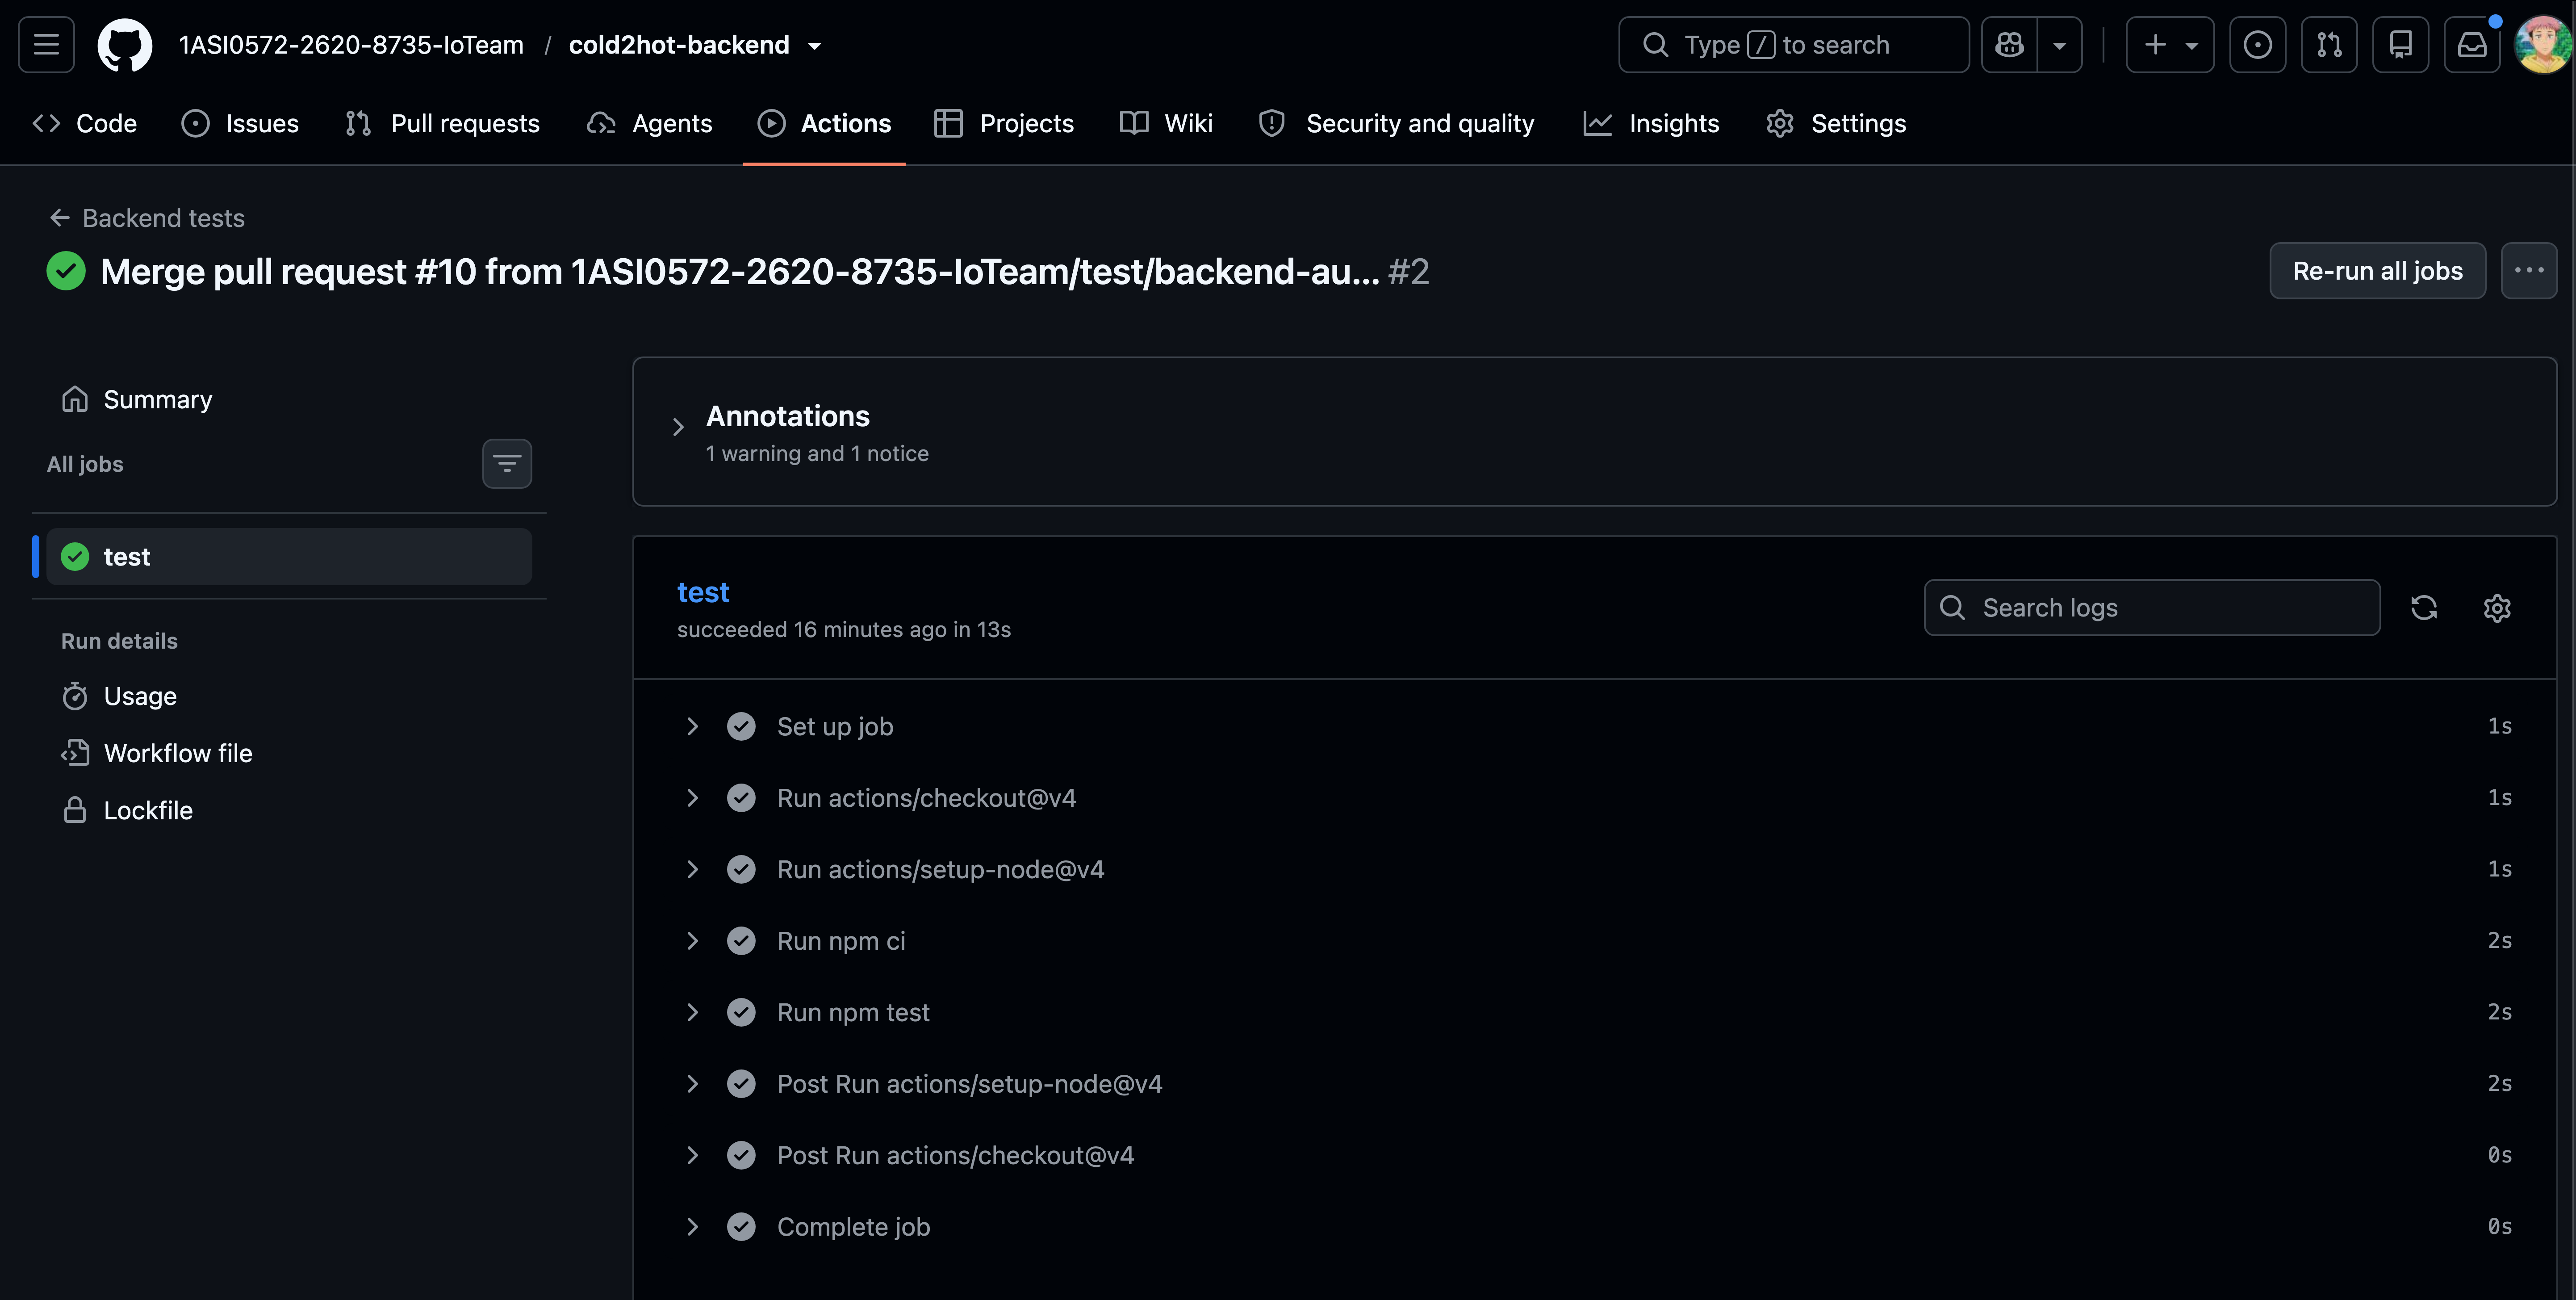 1ASI0572-2620-8735-IoTeam / cold2hot-backend
Type / to search
Code
Issues
Pull requests
Agents
Actions
Projects
Wiki
Security and quality
Insights
Settings
Backend tests
Merge pull request #10 from 1ASI0572-2620-8735-IoTeam/test/backend-au... #2
Re-run all jobs
Summary
All jobs
test
Run details
Usage
Workflow file
Lockfile
Annotations
1 warning and 1 notice
test
succeeded 16 minutes ago in 13s
Search logs
Set up job 1s
Run actions/checkout@v4 1s
Run actions/setup-node@v4 1s
Run npm ci 2s
Run npm test 2s
Post Run actions/setup-node@v4 2s
Post Run actions/checkout@v4 0s
Complete job 0s